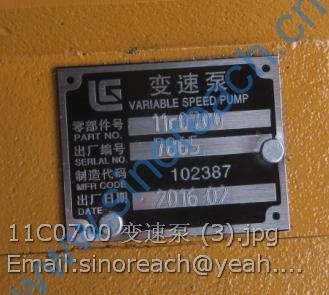 变速泵
VARIABLE SPEED PUMP
零部件号 11C0700
PART NO.
出厂编号 7865
SERIAL NO.
制造代码 102387
MFR CODE
出厂日期 2016 02
DATE
11C0700 变速泵 (3).jpg
Email:sinoreach@yeah....